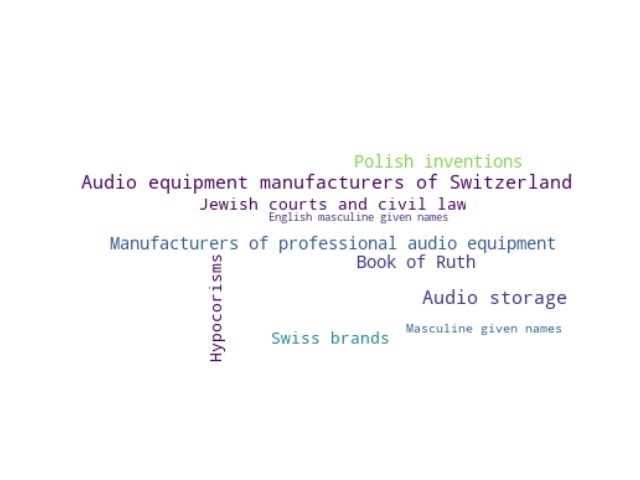 Polish inventions
Audio equipment manufacturers of Switzerland
Jewish courts and civil law
English masculine given names
Manufacturers of professional audio equipment
Book of Ruth
Hypocorisms
Audio storage
Masculine given names
Swiss brands